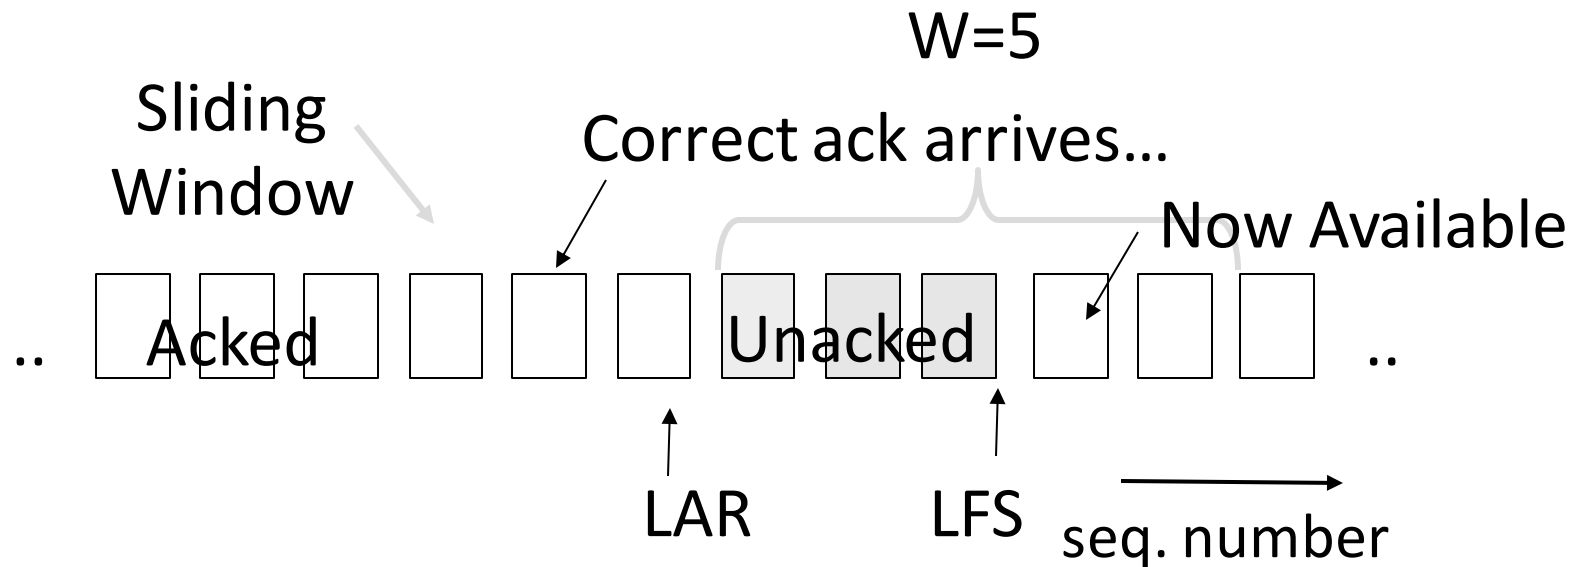 W=5
Sliding
Window
Correct ack arrives…
Now Available
..
Acked
Unacked
..
LAR
LFS
seq. number